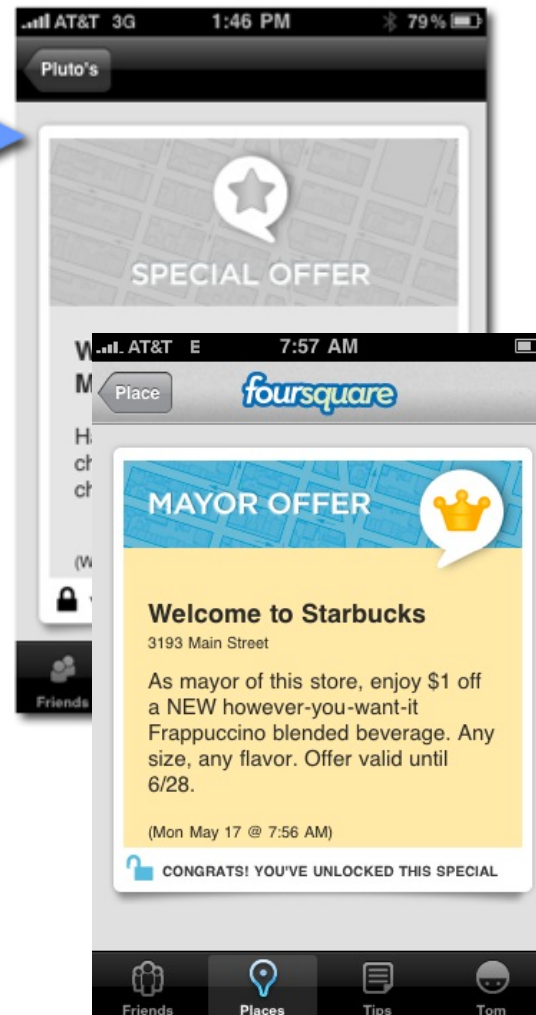 AT&T 3G 1:46 PM 79%
Pluto's
SPECIAL OFFER
AT&T E 7:57 AM
Place foursquare
MAYOR OFFER
Welcome to Starbucks
3193 Main Street
As mayor of this store, enjoy $1 off
a NEW however-you-want-it
Frappuccino blended beverage. Any
size, any flavor. Offer valid until
6/28.
(Mon May 17 @ 7:56 AM)
CONGRATS! YOU'VE UNLOCKED THIS SPECIAL
Friends
Friends Places Tips Tom